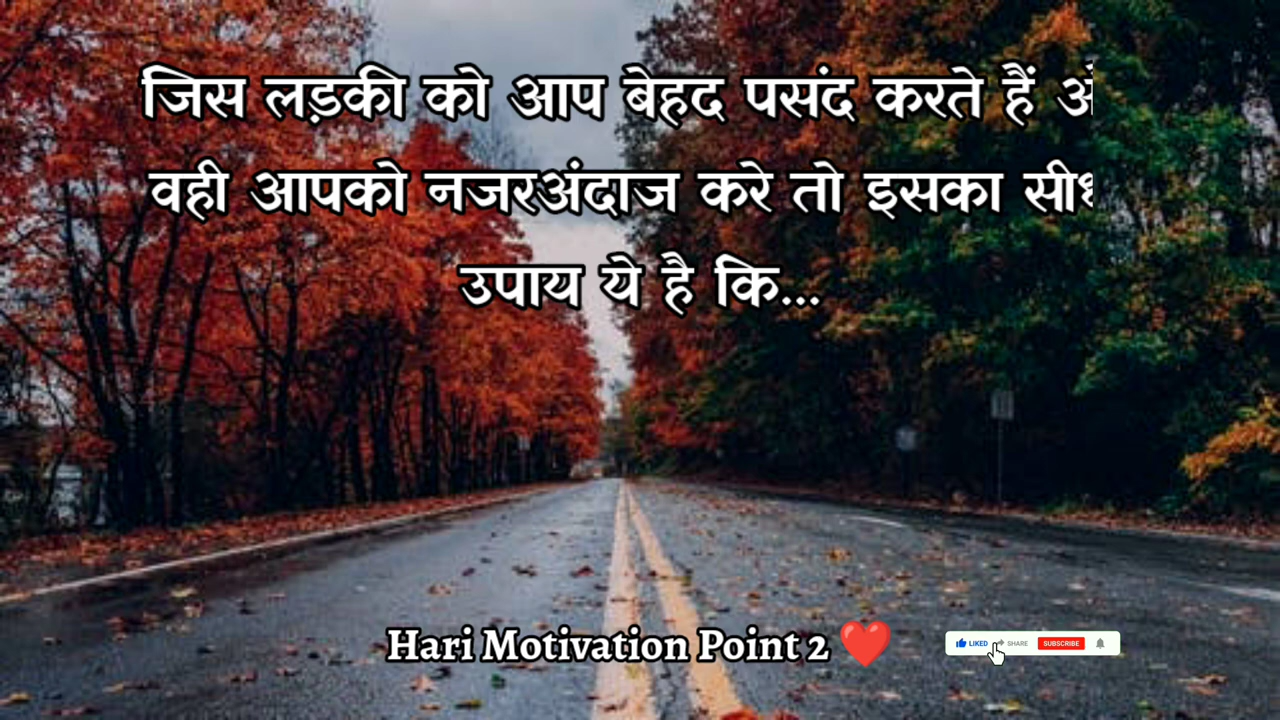 जिस लड़की को आप बेहद पसंद करते हैं
वही आपको नजरअंदाज करे तो इसका
उपाय ये है कि...
Hari Motivation Point 2
LIKED SHARE SUBSCRIBE